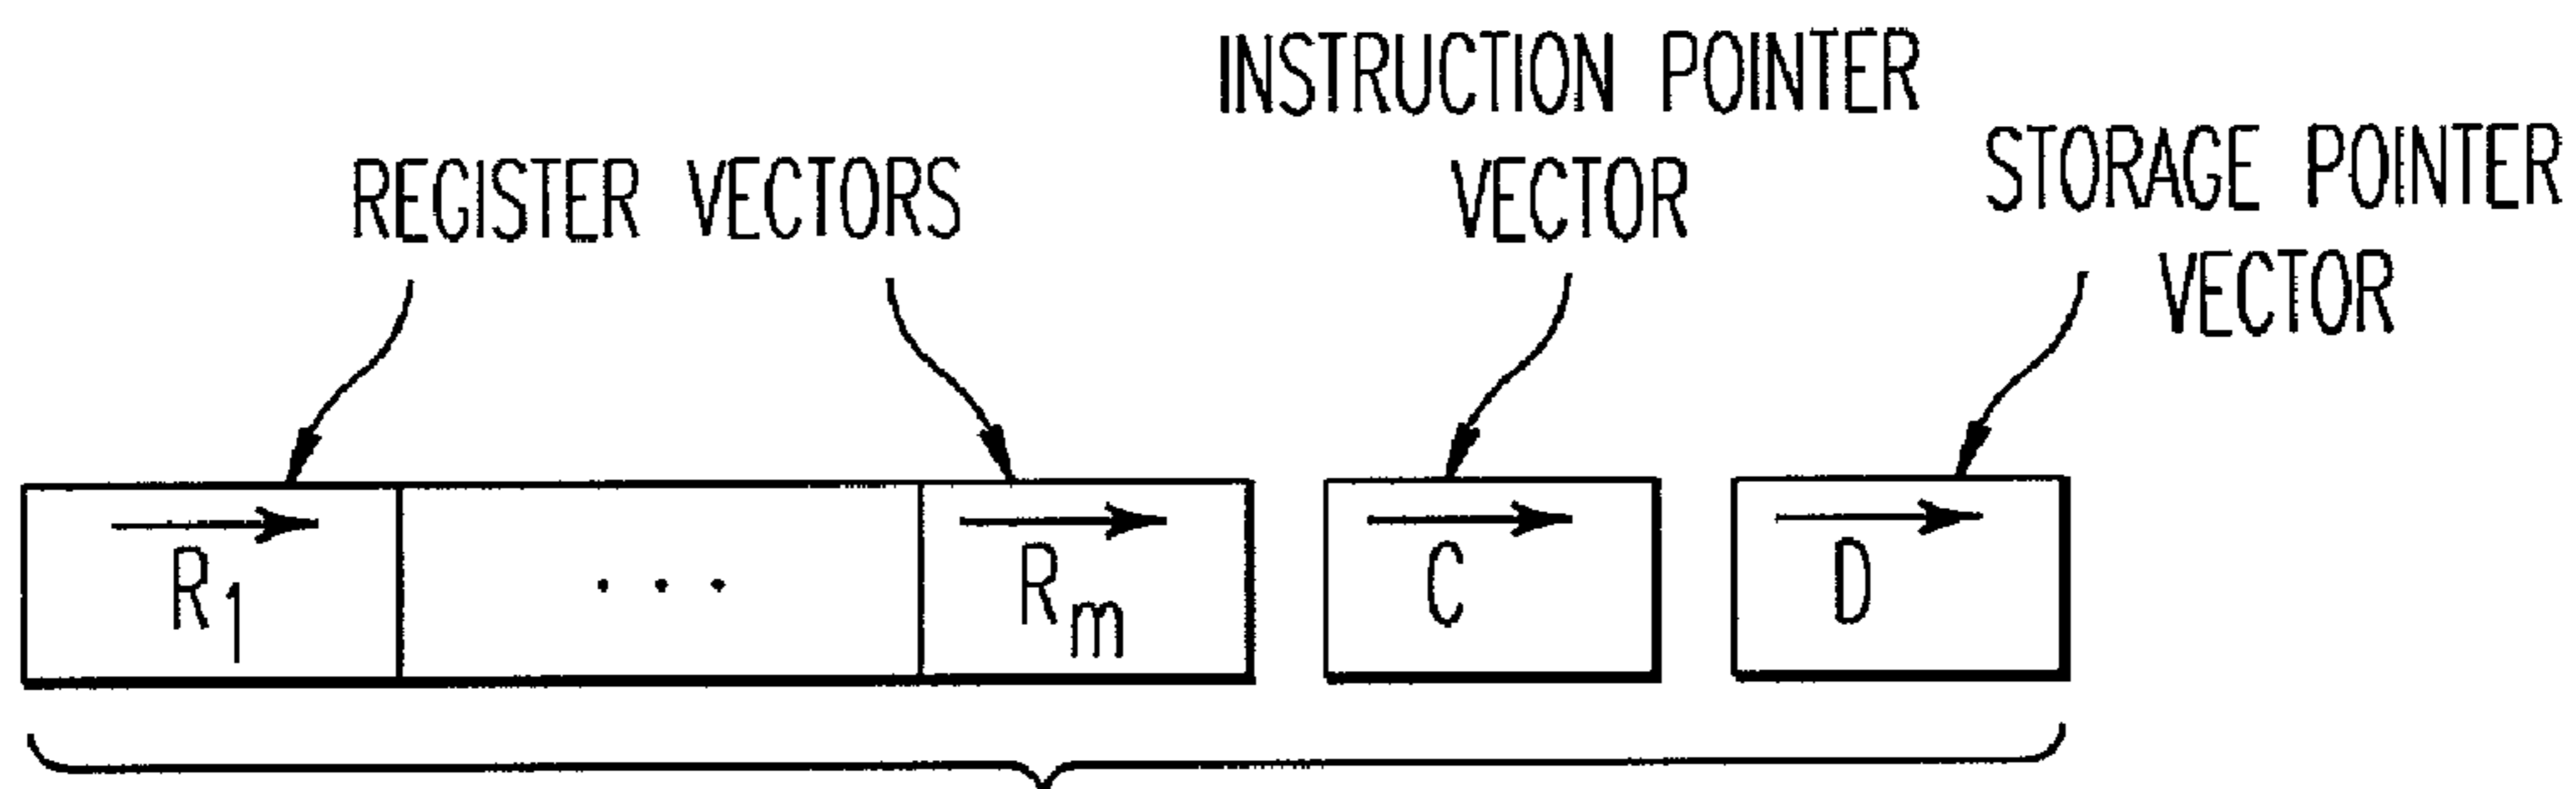 INSTRUCTION POINTER
VECTOR
STORAGE POINTER
VECTOR
REGISTER VECTORS
R1 ... Rm C D